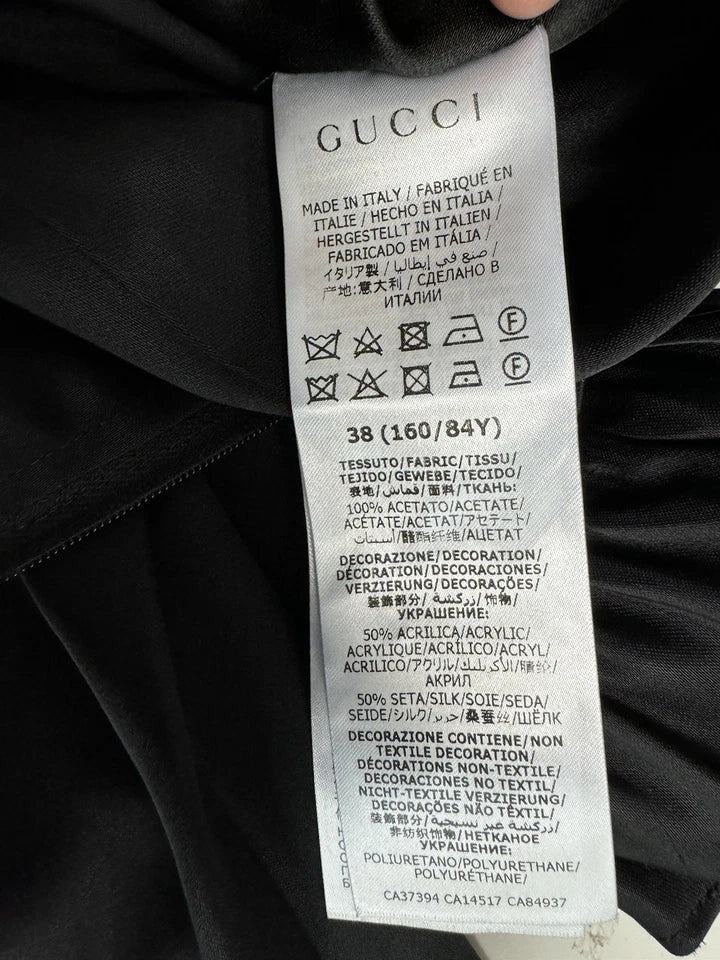 GUCCI
MADE IN ITALY / FABRIQUÉ EN
ITALIE / HECHO EN ITALIA /
HERGESTELLT IN ITALIEN /
FABRICADO EM ITÁLIA /
イタリア製 / صنع في إيطاليا /
产地:意大利 / СДЕЛАНО В
ИТАЛИИ
F
F
38 (160/84Y)
TESSUTO/FABRIC/TISSU/
TEJIDO/GEWEBE/TECIDO/
表地/قماش/面料/ТКАНЬ:
100% ACETATO/ACETATE/
ACÉTATE/ACETAT/アセテート/
أسيتات/醋酯纤维/АЦЕТАТ
DECORAZIONE/DECORATION/
DÉCORATION/DECORACIONES/
VERZIERUNG/DECORAÇÕES/
装飾部分/زركشة/饰物/
УКРАШЕНИЕ:
50% ACRILICA/ACRYLIC/
ACRYLIQUE/ACRÍLICO/ACRYL/
ACRILICO/アクリル/الأكريليك/腈纶/
АКРИЛ
50% SETA/SILK/SOIE/SEDA/
SEIDE/シルク/حرير/桑蚕丝/ШЁЛК
DECORAZIONE CONTIENE/NON
TEXTILE DECORATION/
DÉCORATIONS NON-TEXTILE/
DECORACIONES NO TEXTIL/
NICHT-TEXTILE VERZIERUNG/
DECORAÇÕES NÃO TÊXTIL/
装飾部分/زركشة غير نسيجية/
非纺织饰物/НЕТКАНОЕ
УКРАШЕНИЕ:
POLIURETANO/POLYURETHANE/
POLYURÉTHANE/
CA37394 CA14517 CA84937